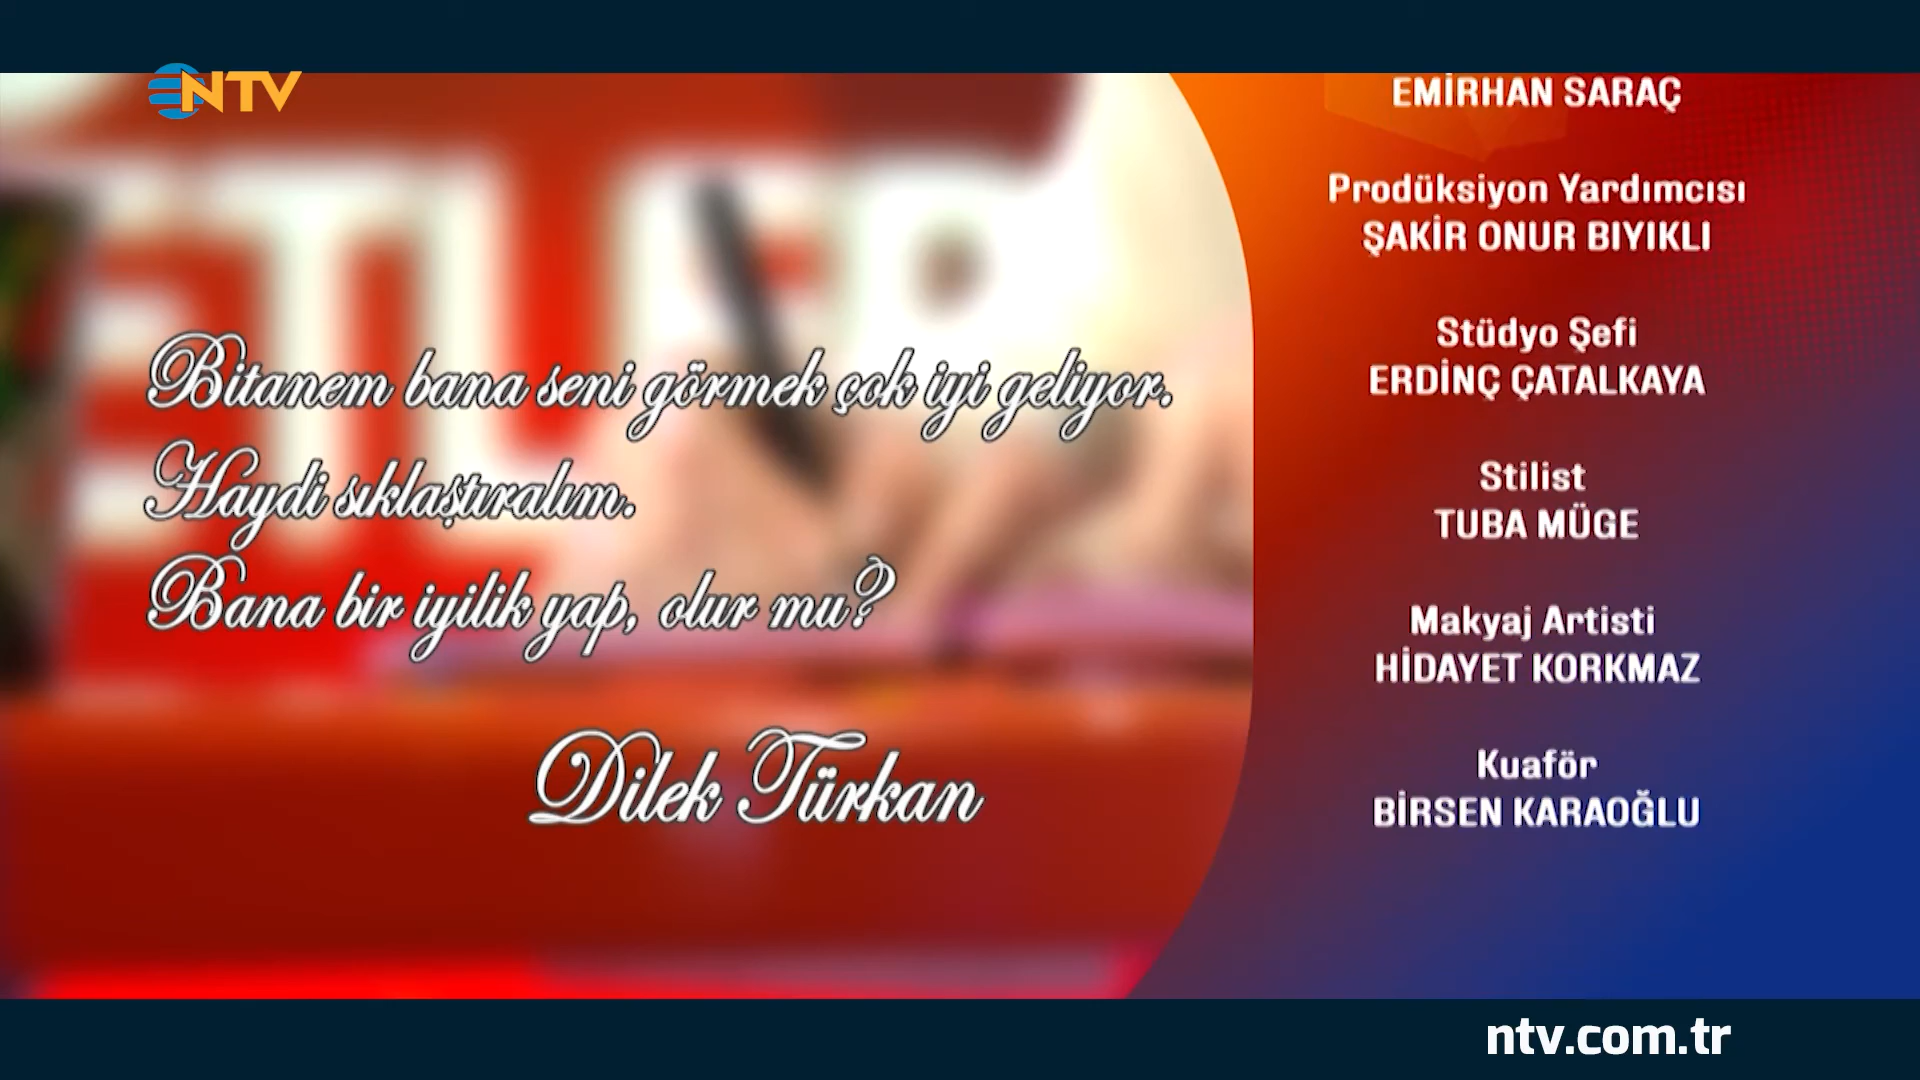 NTV
Bitanem bana seni görmek çok iyi geliyor.
Haydi sıklaştıralım.
Bana bir iyilik yap, olur mu?
Dilek Türkan
EMİRHAN SARAÇ
Prodüksiyon Yardımcısı
ŞAKİR ONUR BIYIKLI
Stüdyo Şefi
ERDİNÇ ÇATALKAYA
Stilist
TUBA MÜGE
Makyaj Artisti
HİDAYET KORKMAZ
Kuaför
BİRSEN KARAOĞLU
ntv.com.tr